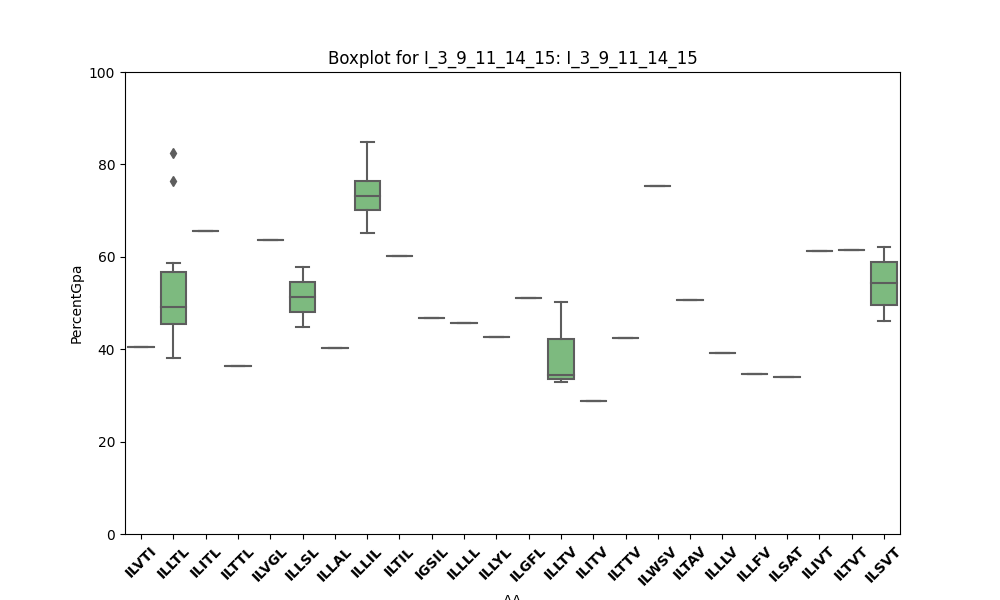 Boxplot for I_3_9_11_14_15: I_3_9_11_14_15
100
80
60
40
20
0
PercentGpa
ILVTI
ILLTL
ILITL
ILTTL
ILVGL
ILLSL
ILLAL
ILLIL
ILTIL
IGSIL
ILLLL
ILLYL
ILGFL
ILLTV
ILITV
ILTTV
ILWSV
ILTAV
ILLLV
ILLFV
ILSAT
ILIVT
ILTVT
ILSVT
AA